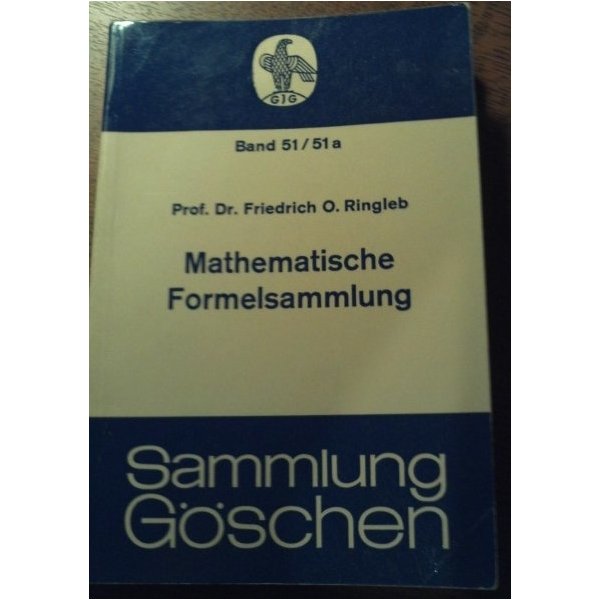 GJG
Band 51/51a
Prof. Dr. Friedrich O. Ringleb
Mathematische
Formelsammlung
Sammlung
Göschen